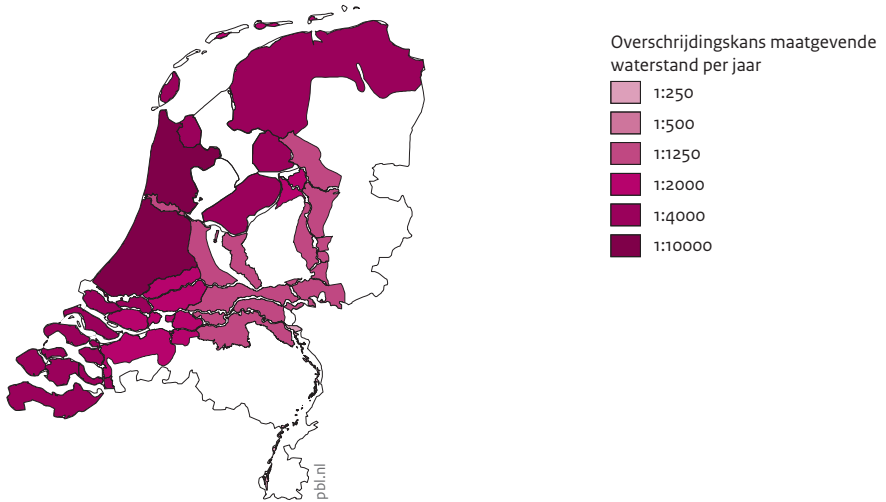 Overschrijdingskans maatgevende
waterstand per jaar
1:250
1:500
1:1250
1:2000
1:4000
1:10000
pbl.nl